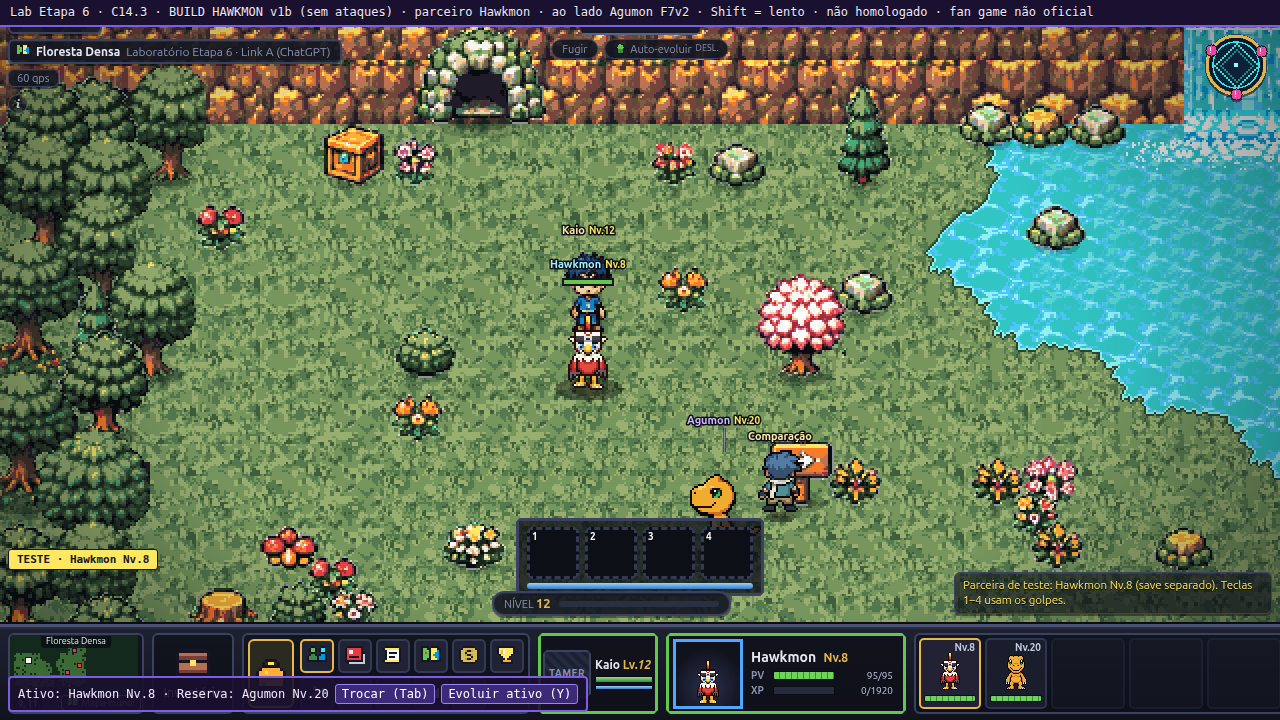 Lab Etapa 6 · C14.3 · BUILD HAWKMON v1b (sem ataques) · parceiro Hawkmon · ao lado Agumon F7v2 · Shift = lento · não homologado · fan game não oficial
Floresta Densa Laboratório Etapa 6 · Link A (ChatGPT)
Fugir
Auto-evoluir DESL.
60 qps
i
Kaio Nv.12
Hawkmon Nv.8
Agumon Nv.20
Comparação
1 2 3 4
TESTE · Hawkmon Nv.8
NÍVEL 12
Parceira de teste: Hawkmon Nv.8 (save separado). Teclas
1–4 usam os golpes.
Floresta Densa
TAMER
Kaio Lv.12
Hawkmon Nv.8
PV 95/95
XP 0/1920
Nv.8
Nv.20
Ativo: Hawkmon Nv.8 · Reserva: Agumon Nv.20 Trocar (Tab) Evoluir ativo (Y)